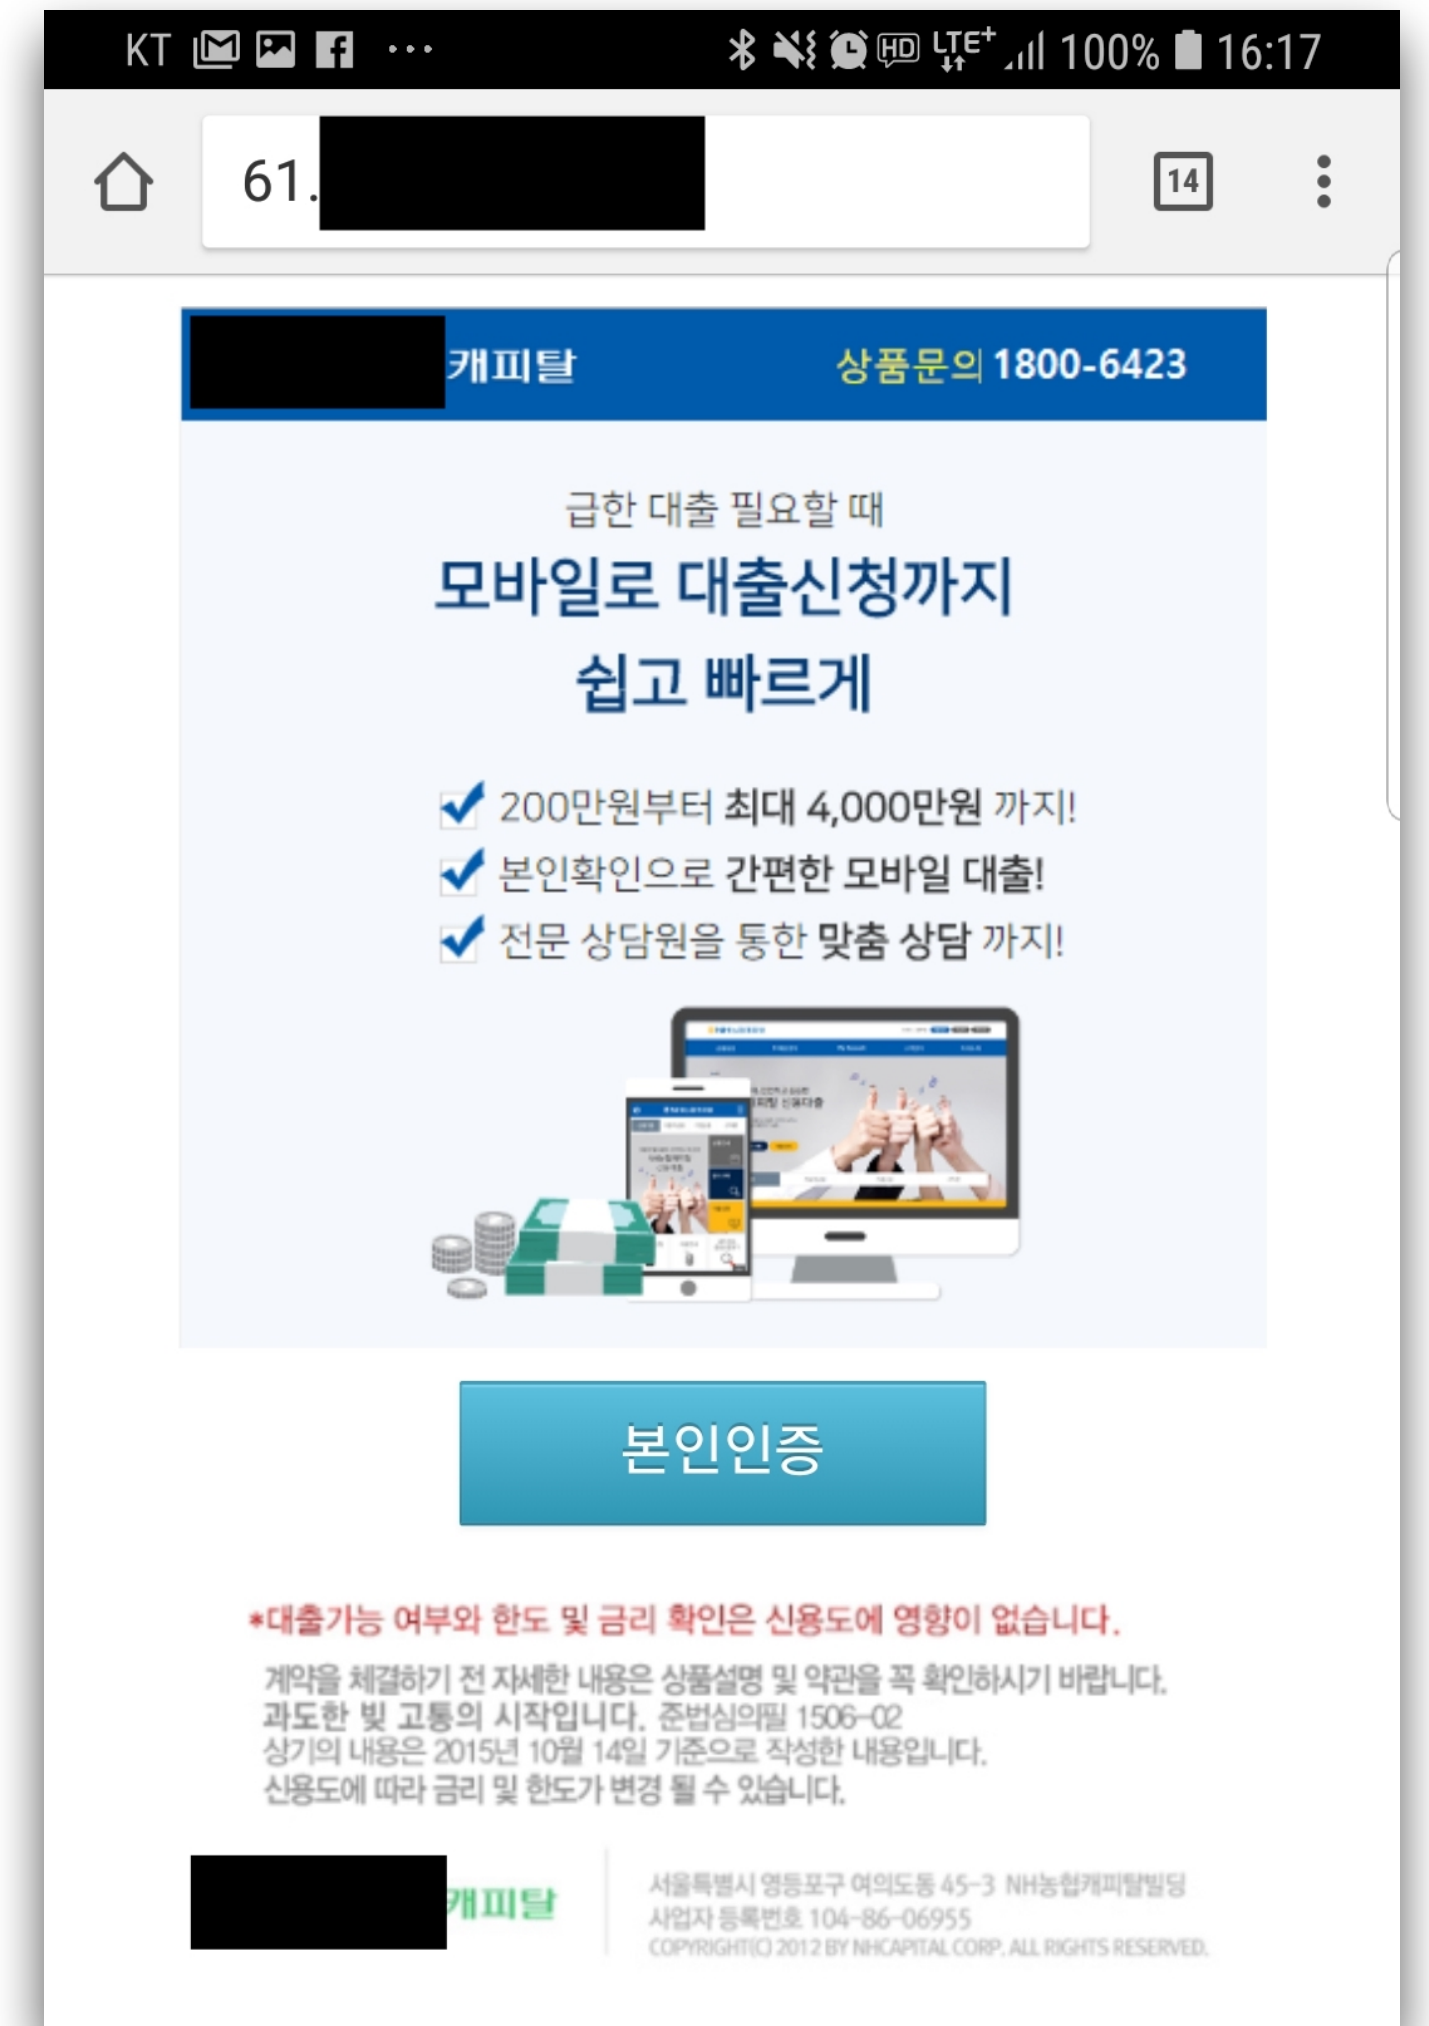 KT HD LTE+ 100% 16:17
61. 14
캐피탈 상품문의 1800-6423
급한 대출 필요할 때
모바일로 대출신청까지
쉽고 빠르게
200만원부터 최대 4,000만원 까지!
본인확인으로 간편한 모바일 대출!
전문 상담원을 통한 맞춤 상담 까지!
본인인증
*대출가능 여부와 한도 및 금리 확인은 신용도에 영향이 없습니다.
계약을 체결하기 전 자세한 내용은 상품설명 및 약관을 꼭 확인하시기 바랍니다.
과도한 빚 고통의 시작입니다. 준법심의필 1506-02
상기의 내용은 2015년 10월 14일 기준으로 작성한 내용입니다.
신용도에 따라 금리 및 한도가 변경 될 수 있습니다.
캐피탈
서울특별시 영등포구 여의도동 45-3 NH농협캐피탈빌딩
사업자 등록번호 104-86-06955
COPYRIGHT(C) 2012 BY NHCAPITAL CORP. ALL RIGHTS RESERVED.